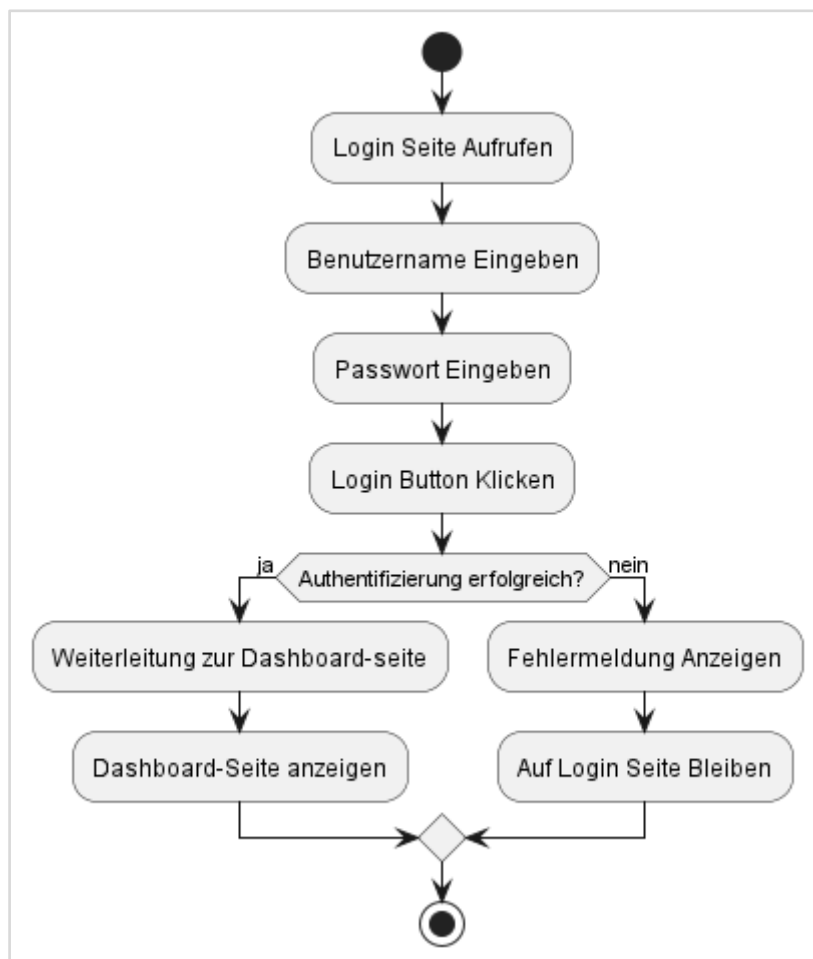 Login Seite Aufrufen
Benutzername Eingeben
Passwort Eingeben
Login Button Klicken
ja
Authentifizierung erfolgreich?
nein
Weiterleitung zur Dashboard-seite
Fehlermeldung Anzeigen
Dashboard-Seite anzeigen
Auf Login Seite Bleiben